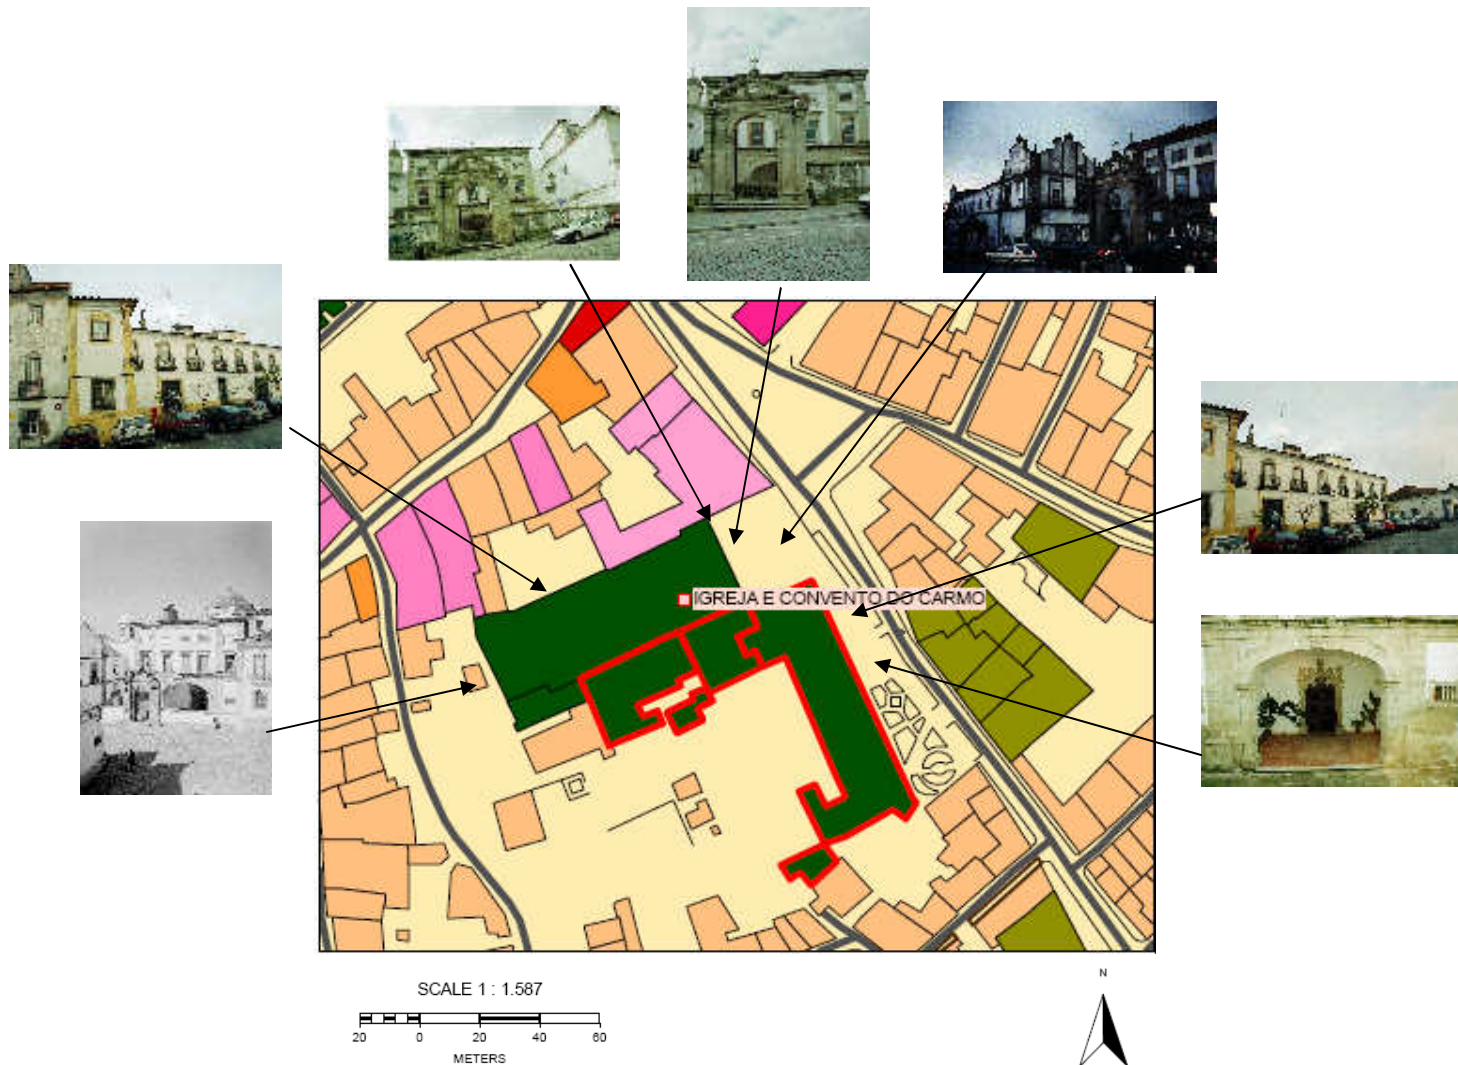 IGREJA E CONVENTO DO CARMO
SCALE 1 : 1.587
20 0 20 40 60
METERS
N